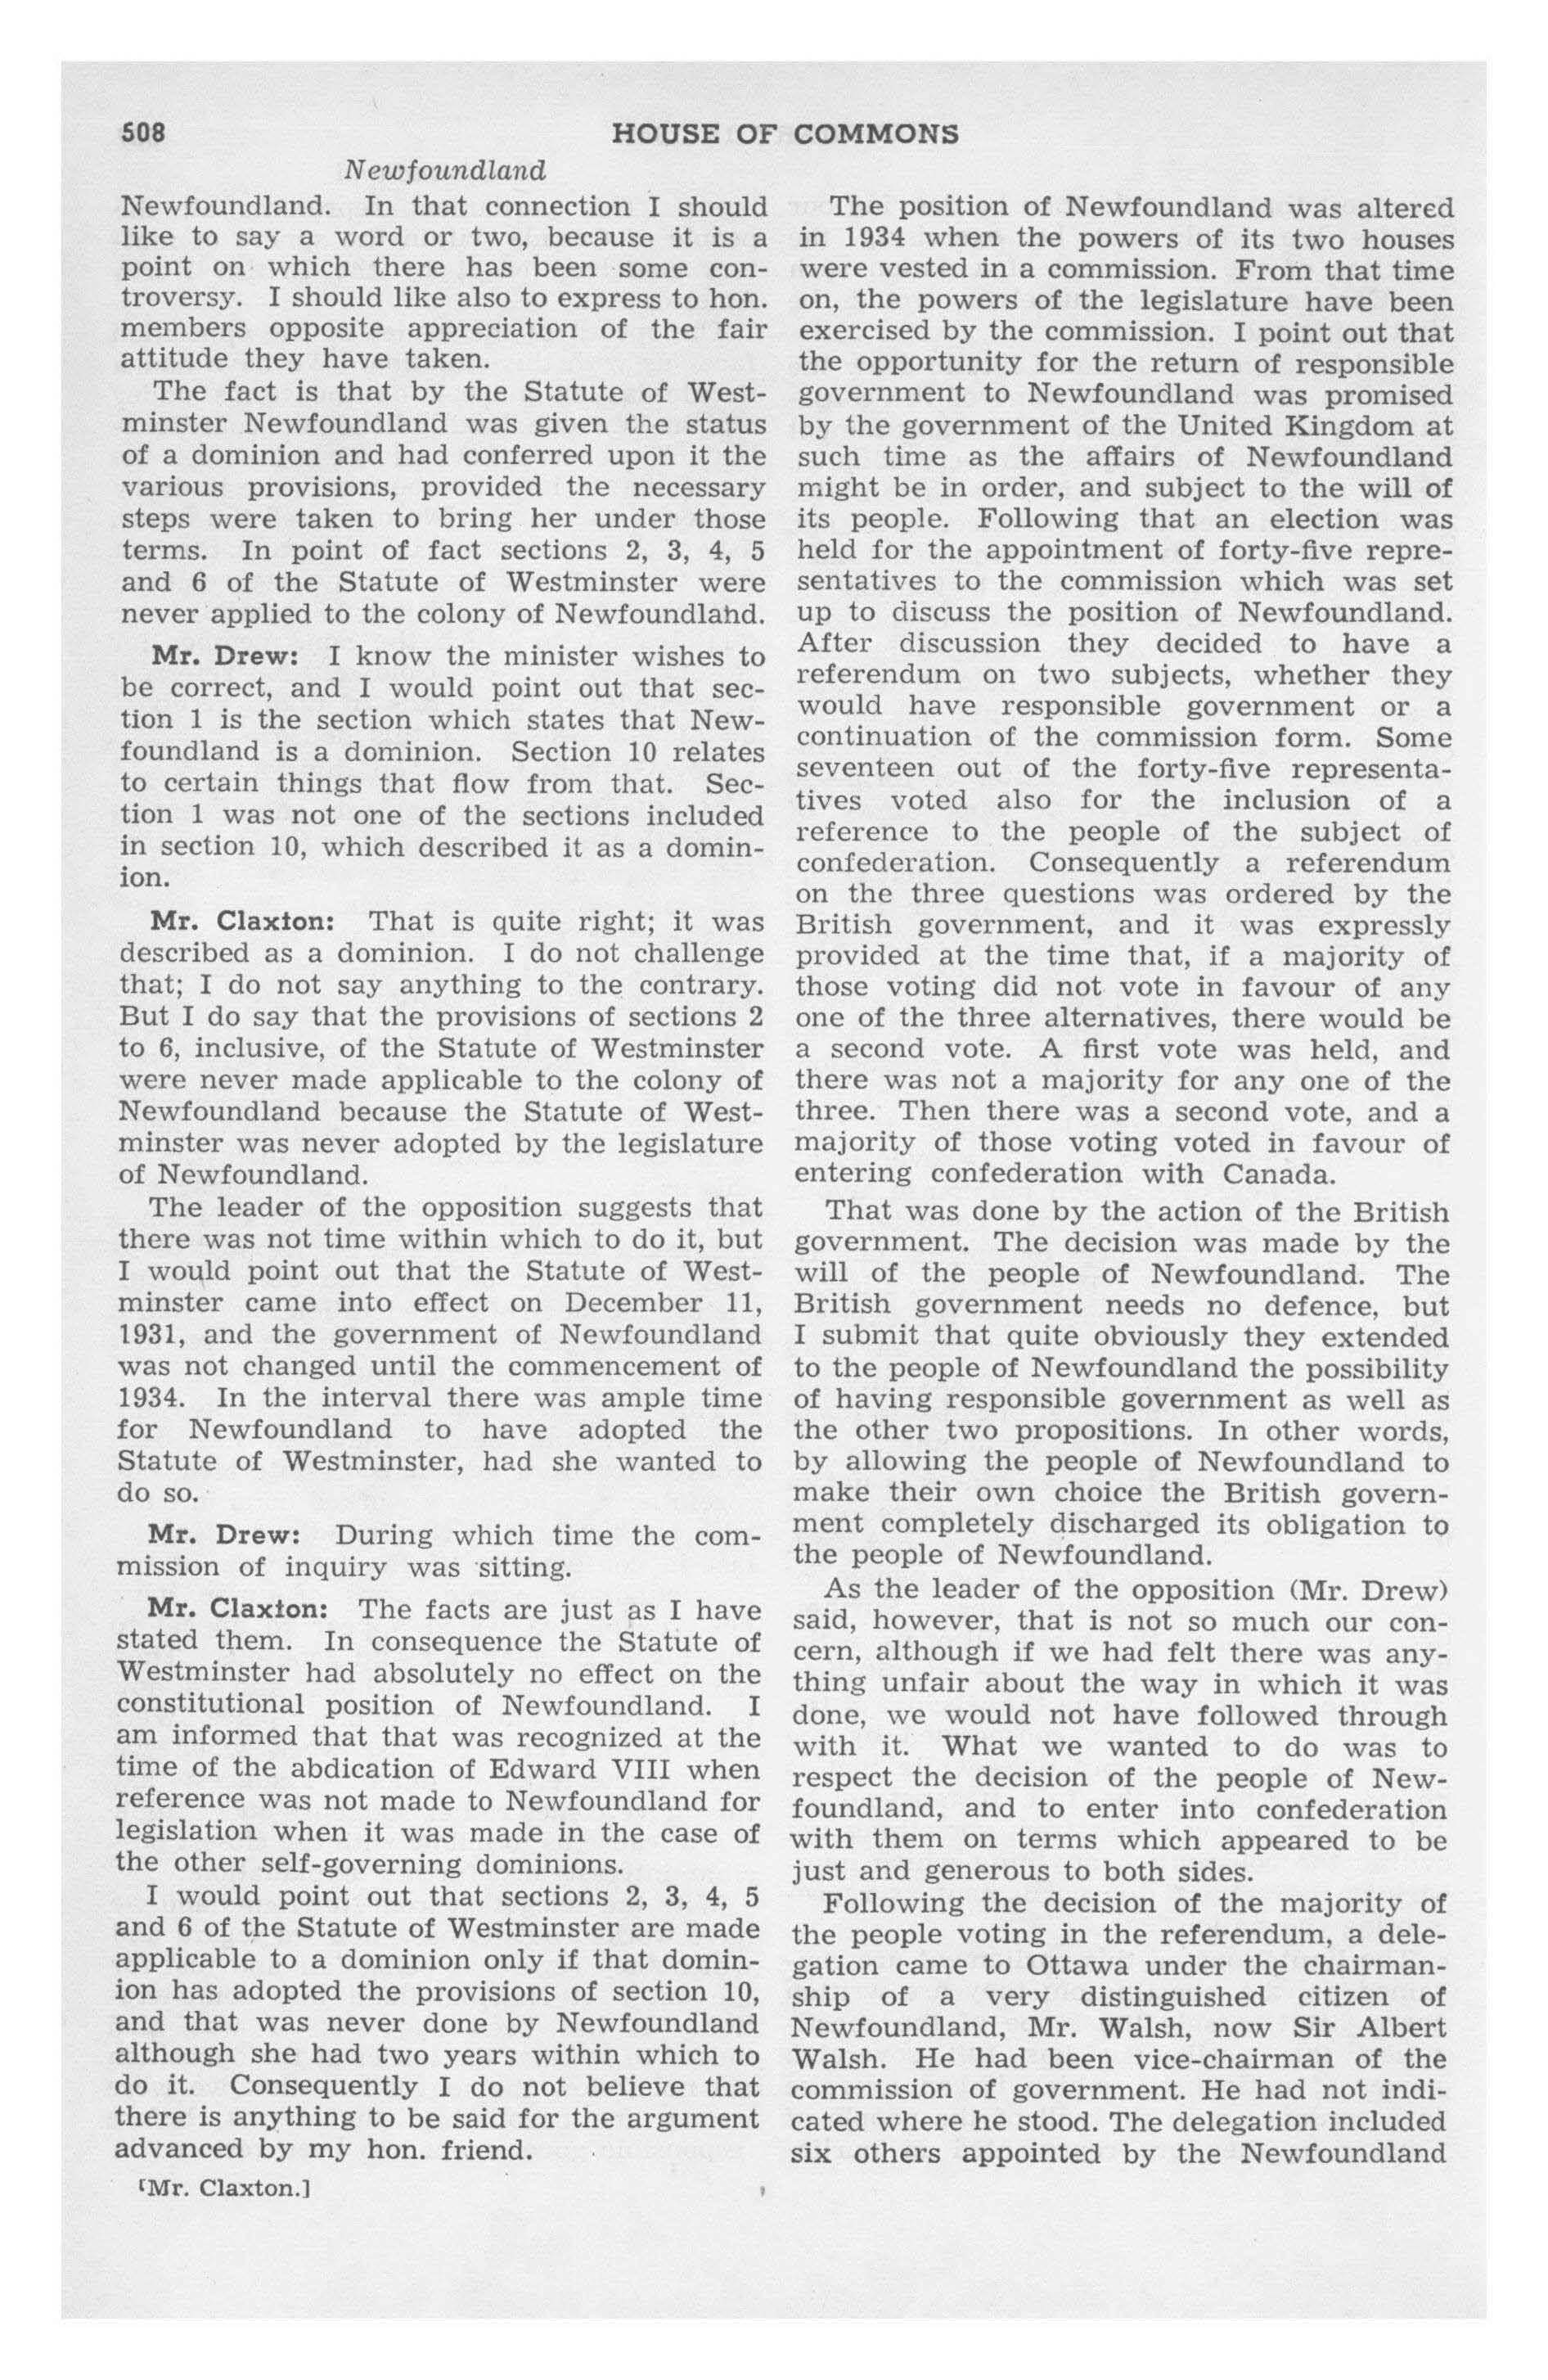 508
HOUSE OF COMMONS
Newfoundland
Newfoundland. In that connection I should
like to say a word or two, because it is a
point on which there has been some con-
troversy. I should like also to express to hon.
members opposite appreciation of the fair
attitude they have taken.
The fact is that by the Statute of West-
minster Newfoundland was given the status
of a dominion and had conferred upon it the
various provisions, provided the necessary
steps were taken to bring her under those
terms. In point of fact sections 2, 3, 4, 5
and 6 of the Statute of Westminster were
never applied to the colony of Newfoundland.
Mr. Drew: I know the minister wishes to
be correct, and I would point out that sec-
tion 1 is the section which states that New-
foundland is a dominion. Section 10 relates
to certain things that flow from that. Sec-
tion 1 was not one of the sections included
in section 10, which described it as a domin-
ion.
Mr. Claxton: That is quite right; it was
described as a dominion. I do not challenge
that; I do not say anything to the contrary.
But I do say that the provisions of sections 2
to 6, inclusive, of the Statute of Westminster
were never made applicable to the colony of
Newfoundland because the Statute of West-
minster was never adopted by the legislature
of Newfoundland.
The leader of the opposition suggests that
there was not time within which to do it, but
I would point out that the Statute of West-
minster came into effect on December 11,
1931, and the government of Newfoundland
was not changed until the commencement of
1934. In the interval there was ample time
for Newfoundland to have adopted the
Statute of Westminster, had she wanted to
do so.
Mr. Drew: During which time the com-
mission of inquiry was sitting.
Mr. Claxton: The facts are just as I have
stated them. In consequence the Statute of
Westminster had absolutely no effect on the
constitutional position of Newfoundland. I
am informed that that was recognized at the
time of the abdication of Edward VIII when
reference was not made to Newfoundland for
legislation when it was made in the case of
the other self-governing dominions.
I would point out that sections 2, 3, 4, 5
and 6 of the Statute of Westminster are made
applicable to a dominion only if that domin-
ion has adopted the provisions of section 10,
and that was never done by Newfoundland
although she had two years within which to
do it. Consequently I do not believe that
there is anything to be said for the argument
advanced by my hon. friend.
[Mr. Claxton.]
The position of Newfoundland was altered
in 1934 when the powers of its two houses
were vested in a commission. From that time
on, the powers of the legislature have been
exercised by the commission. I point out that
the opportunity for the return of responsible
government to Newfoundland was promised
by the government of the United Kingdom at
such time as the affairs of Newfoundland
might be in order, and subject to the will of
its people. Following that an election was
held for the appointment of forty-five repre-
sentatives to the commission which was set
up to discuss the position of Newfoundland.
After discussion they decided to have a
referendum on two subjects, whether they
would have responsible government or a
continuation of the commission form. Some
seventeen out of the forty-five representa-
tives voted also for the inclusion of a
reference to the people of the subject of
confederation. Consequently a referendum
on the three questions was ordered by the
British government, and it was expressly
provided at the time that, if a majority of
those voting did not vote in favour of any
one of the three alternatives, there would be
a second vote. A first vote was held, and
there was not a majority for any one of the
three. Then there was a second vote, and a
majority of those voting voted in favour of
entering confederation with Canada.
That was done by the action of the British
government. The decision was made by the
will of the people of Newfoundland. The
British government needs no defence, but
I submit that quite obviously they extended
to the people of Newfoundland the possibility
of having responsible government as well as
the other two propositions. In other words,
by allowing the people of Newfoundland to
make their own choice the British govern-
ment completely discharged its obligation to
the people of Newfoundland.
As the leader of the opposition (Mr. Drew)
said, however, that is not so much our con-
cern, although if we had felt there was any-
thing unfair about the way in which it was
done, we would not have followed through
with it. What we wanted to do was to
respect the decision of the people of New-
foundland, and to enter into confederation
with them on terms which appeared to be
just and generous to both sides.
Following the decision of the majority of
the people voting in the referendum, a dele-
gation came to Ottawa under the chairman-
ship of a very distinguished citizen of
Newfoundland, Mr. Walsh, now Sir Albert
Walsh. He had been vice-chairman of the
commission of government. He had not indi-
cated where he stood. The delegation included
six others appointed by the Newfoundland